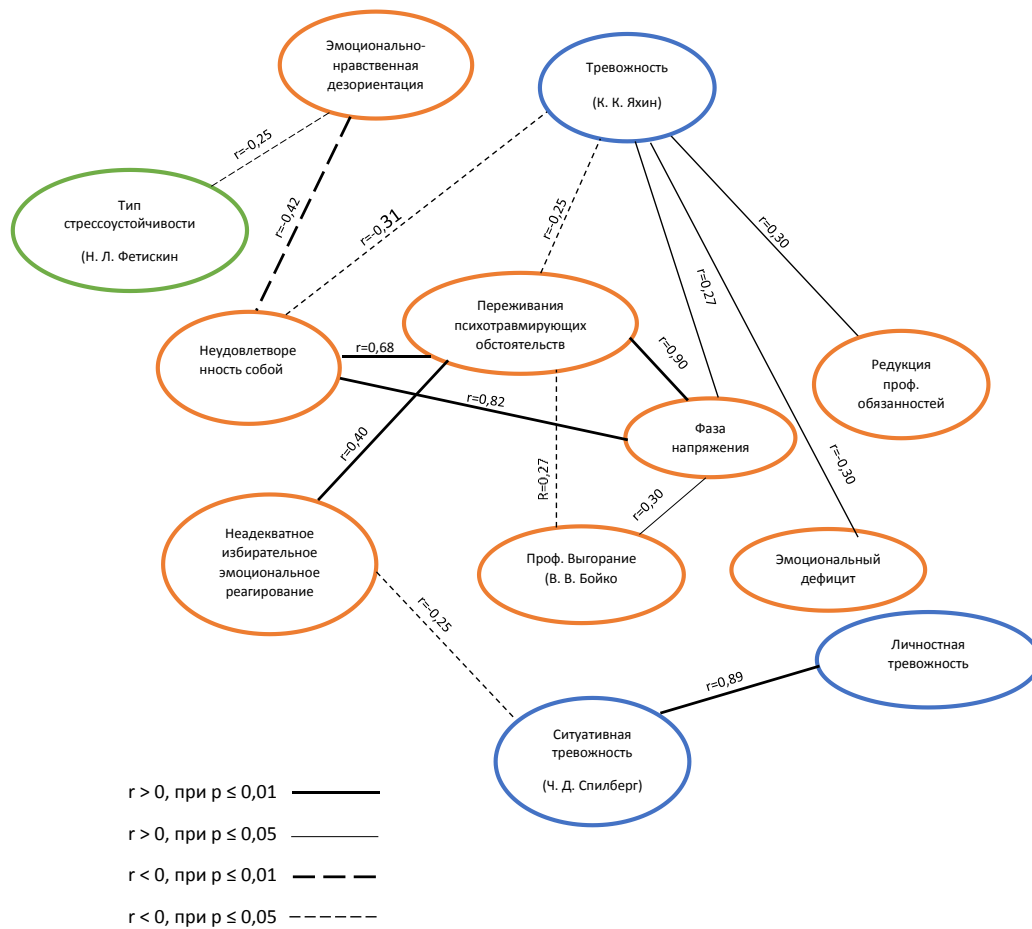 Эмоционально-
нравственная
дезориентация
Тревожность
(К. К. Яхин)
r=-0,25
Тип
стрессоустойчивости
(Н. Л. Фетискин
r=-0,42
r=-0,31
r=-0,25
r=0,27
r=0,30
Переживания
психотравмирующих
обстоятельств
Неудовлетворе
нность собой
r=0,68
r=0,90
Редукция
проф.
обязанностей
r=0,82
Фаза
напряжения
r=0,40
R=0,27
r=0,30
r=-0,30
Неадекватное
избирательное
эмоциональное
реагирование
Проф. Выгорание
(В. В. Бойко
Эмоциональный
дефицит
r=-0,25
Личностная
тревожность
r=0,89
Ситуативная
тревожность
(Ч. Д. Спилберг)
r > 0, при p ≤ 0,01
r > 0, при p ≤ 0,05
r < 0, при p ≤ 0,01
r < 0, при p ≤ 0,05